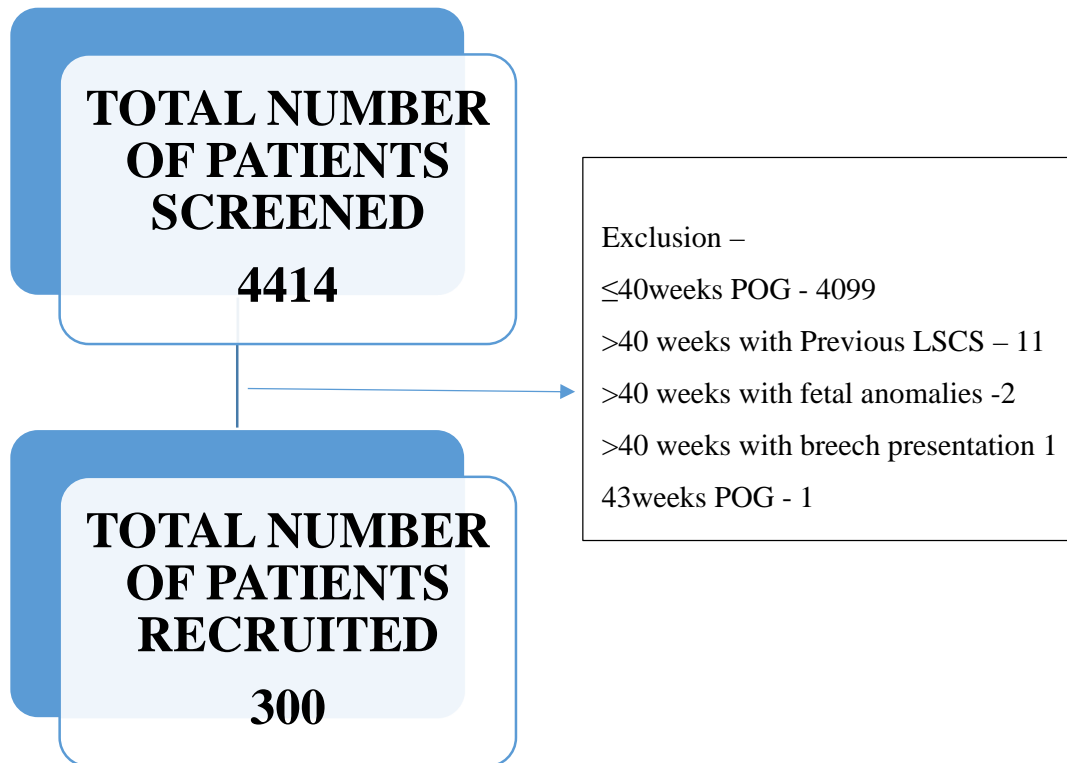 TOTAL NUMBER
OF PATIENTS
SCREENED
4414
Exclusion –
≤40weeks POG - 4099
>40 weeks with Previous LSCS – 11
>40 weeks with fetal anomalies -2
>40 weeks with breech presentation 1
43weeks POG - 1
TOTAL NUMBER
OF PATIENTS
RECRUITED
300